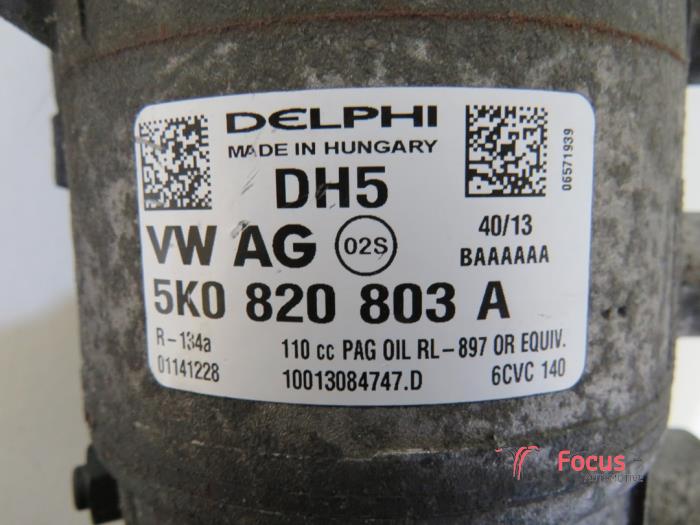 DELPHI
MADE IN HUNGARY
DH5
06571939
VW AG 02S 40/13
BAAAAAA
5K0 820 803 A
R-134a 110 cc PAG OIL RL-897 OR EQUIV.
01141228 10013084747.D 6CVC 140
Focus
AUTOMOTIVE